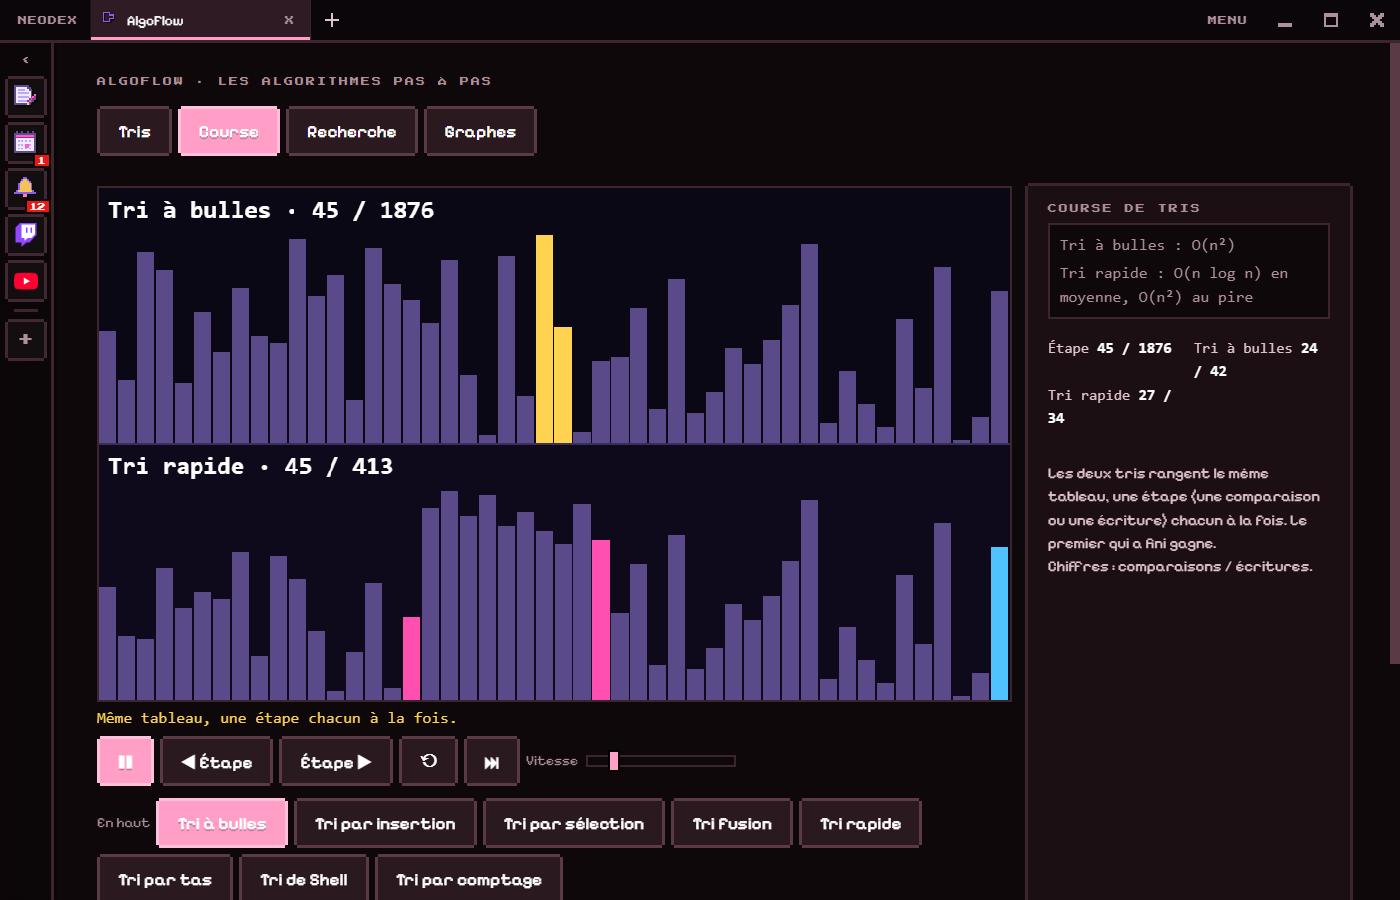 NEODEX
AlgoFlow
MENU
1
12
ALGOFLOW · LES ALGORITHMES PAS à PAS
Tris
Course
Recherche
Graphes
Tri à bulles · 45 / 1876
Tri rapide · 45 / 413
Même tableau, une étape chacun à la fois.
Étape
Étape
Vitesse
En haut
Tri à bulles
Tri par insertion
Tri par sélection
Tri fusion
Tri rapide
Tri par tas
Tri de Shell
Tri par comptage
COURSE DE TRIS
Tri à bulles : O(n²)
Tri rapide : O(n log n) en
moyenne, O(n²) au pire
Étape 45 / 1876
Tri à bulles 24
/ 42
Tri rapide 27 /
34
Les deux tris rangent le même
tableau, une étape (une comparaison
ou une écriture) chacun à la fois. Le
premier qui a fini gagne.
Chiffres : comparaisons / écritures.